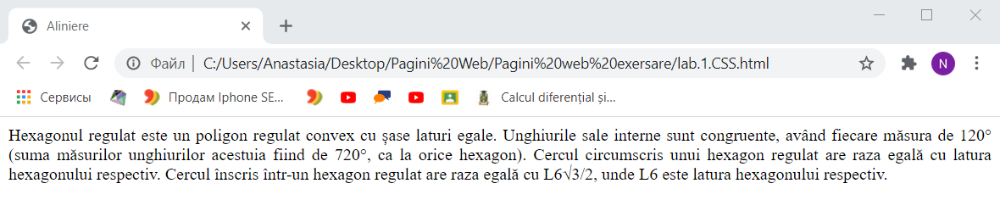 Aliniere
Файл | C:/Users/Anastasia/Desktop/Pagini%20Web/Pagini%20web%20exersare/lab.1.CSS.html
N
Сервисы Продам Iphone SE... Calcul diferențial și...
Hexagonul regulat este un poligon regulat convex cu șase laturi egale. Unghiurile sale interne sunt congruente, având fiecare măsura de 120°
(suma măsurilor unghiurilor acestuia fiind de 720°, ca la orice hexagon). Cercul circumscris unui hexagon regulat are raza egală cu latura
hexagonului respectiv. Cercul înscris într-un hexagon regulat are raza egală cu L6√3/2, unde L6 este latura hexagonului respectiv.